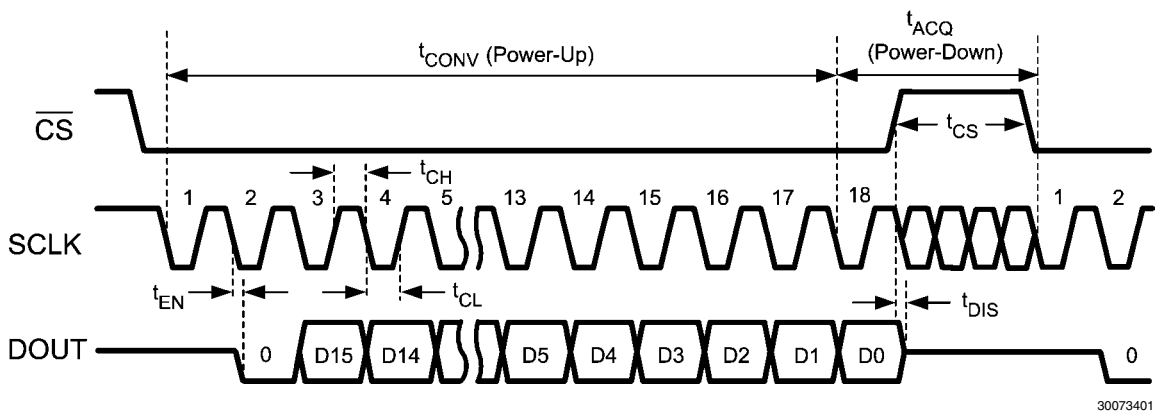 tCONV (Power-Up)
tACQ
(Power-Down)
CS
tCS
tCH
1 2 3 4 5 13 14 15 16 17 18 1 2
SCLK
tEN
tCL
tDIS
DOUT
0 D15 D14 D5 D4 D3 D2 D1 D0 0
30073401